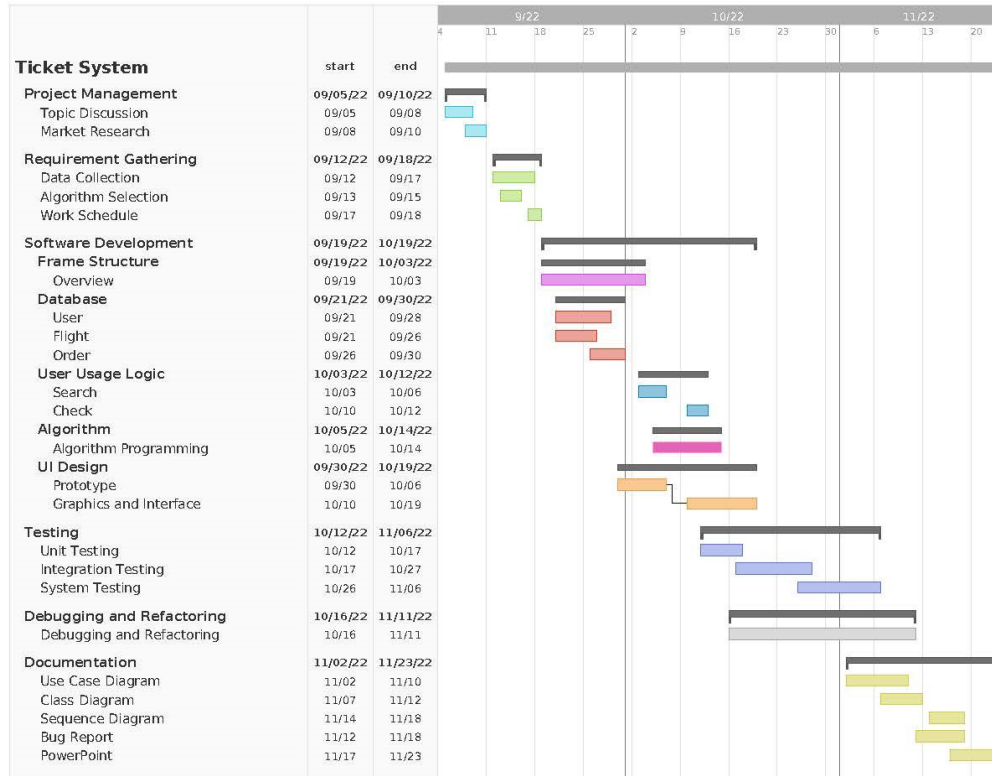 9/22 10/22 11/22
4 11 18 25 2 9 16 23 30 6 13 20
Ticket System start end
Project Management 09/05/22 09/10/22
Topic Discussion 09/05 09/08
Market Research 09/08 09/10
Requirement Gathering 09/12/22 09/18/22
Data Collection 09/12 09/17
Algorithm Selection 09/13 09/15
Work Schedule 09/17 09/18
Software Development 09/19/22 10/19/22
Frame Structure 09/19/22 10/03/22
Overview 09/19 10/03
Database 09/21/22 09/30/22
User 09/21 09/28
Flight 09/21 09/26
Order 09/26 09/30
User Usage Logic 10/03/22 10/12/22
Search 10/03 10/06
Check 10/10 10/12
Algorithm 10/05/22 10/14/22
Algorithm Programming 10/05 10/14
UI Design 09/30/22 10/19/22
Prototype 09/30 10/06
Graphics and Interface 10/10 10/19
Testing 10/12/22 11/06/22
Unit Testing 10/12 10/17
Integration Testing 10/17 10/27
System Testing 10/26 11/06
Debugging and Refactoring 10/16/22 11/11/22
Debugging and Refactoring 10/16 11/11
Documentation 11/02/22 11/23/22
Use Case Diagram 11/02 11/10
Class Diagram 11/07 11/12
Sequence Diagram 11/14 11/18
Bug Report 11/12 11/18
PowerPoint 11/17 11/23